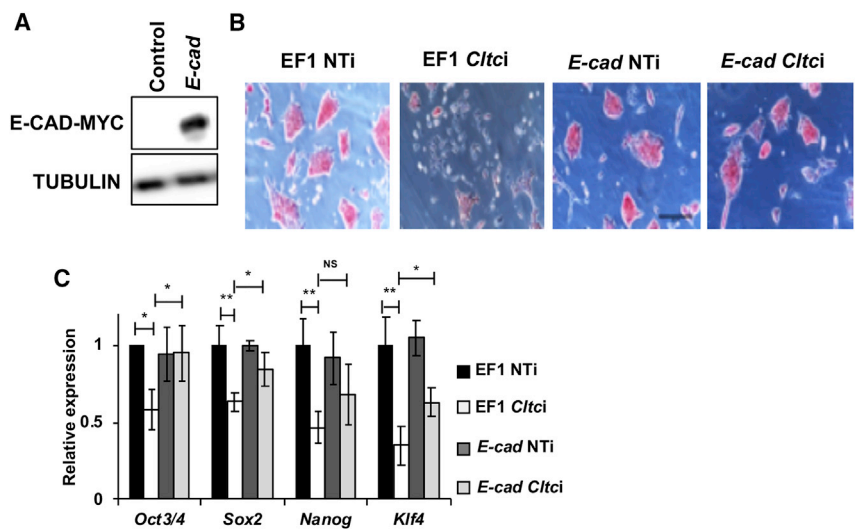 A
Control
E-cad
E-CAD-MYC
TUBULIN
B
EF1 NTi
EF1 Cltci
E-cad NTi
E-cad Cltci
C
Relative expression
1
0.5
0
*
*
**
*
**
NS
**
*
Oct3/4
Sox2
Nanog
Klf4
EF1 NTi
EF1 Cltci
E-cad NTi
E-cad Cltci